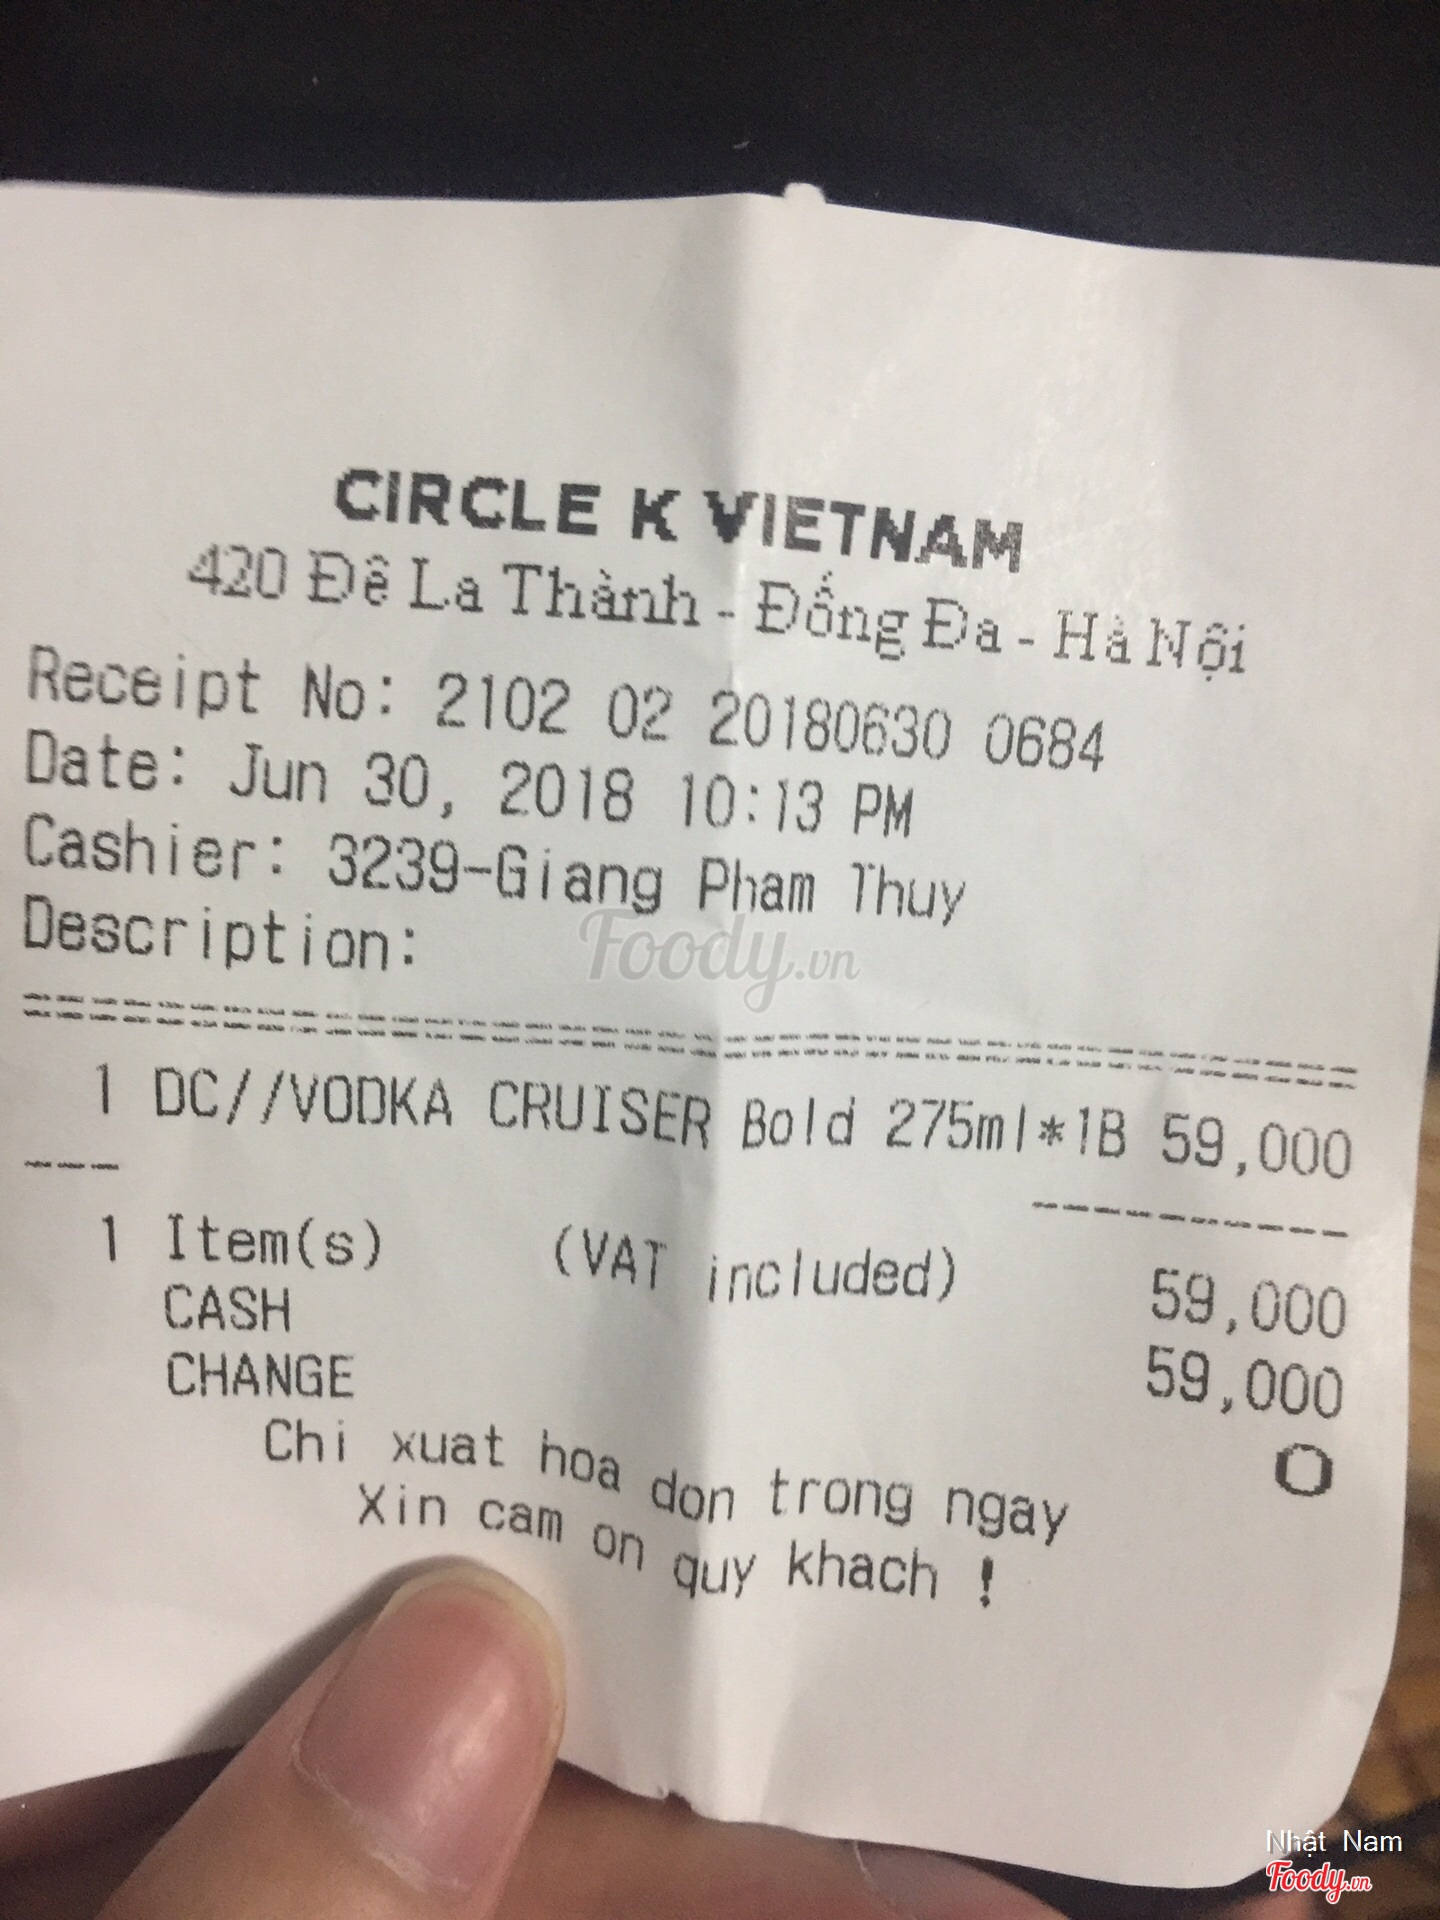 CIRCLE K VIETNAM
420 Đê La Thành - Đống Đa - Hà Nội
Receipt No: 2102 02 20180630 0684
Date: Jun 30, 2018 10:13 PM
Cashier: 3239-Giang Pham Thuy
Description:
Foody.vn
1 DC//VODKA CRUISER Bold 275ml*1B 59,000
1 Item(s) (VAT included) 59,000
CASH 59,000
CHANGE 0
Chi xuat hoa don trong ngay
Xin cam on quy khach !
Nhật Nam
Foody.vn